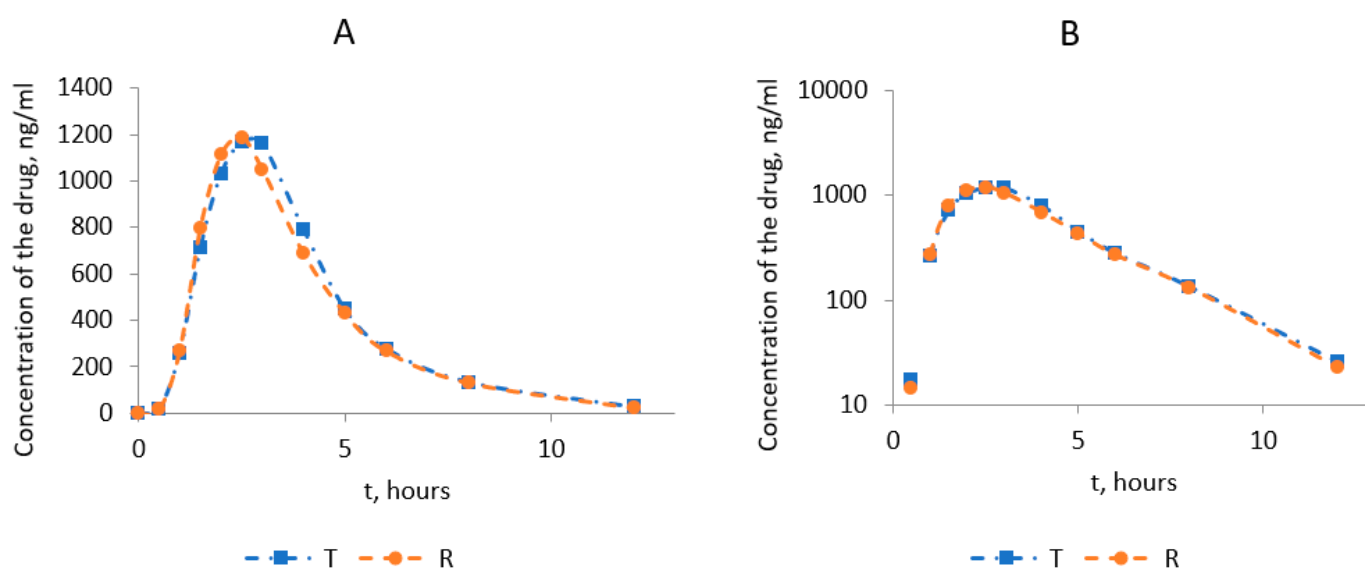 A
Concentration of the drug, ng/ml
1400
1200
1000
800
600
400
200
0
0 5 10
t, hours
T R
B
Concentration of the drug, ng/ml
10000
1000
100
10
0 5 10
t, hours
T R